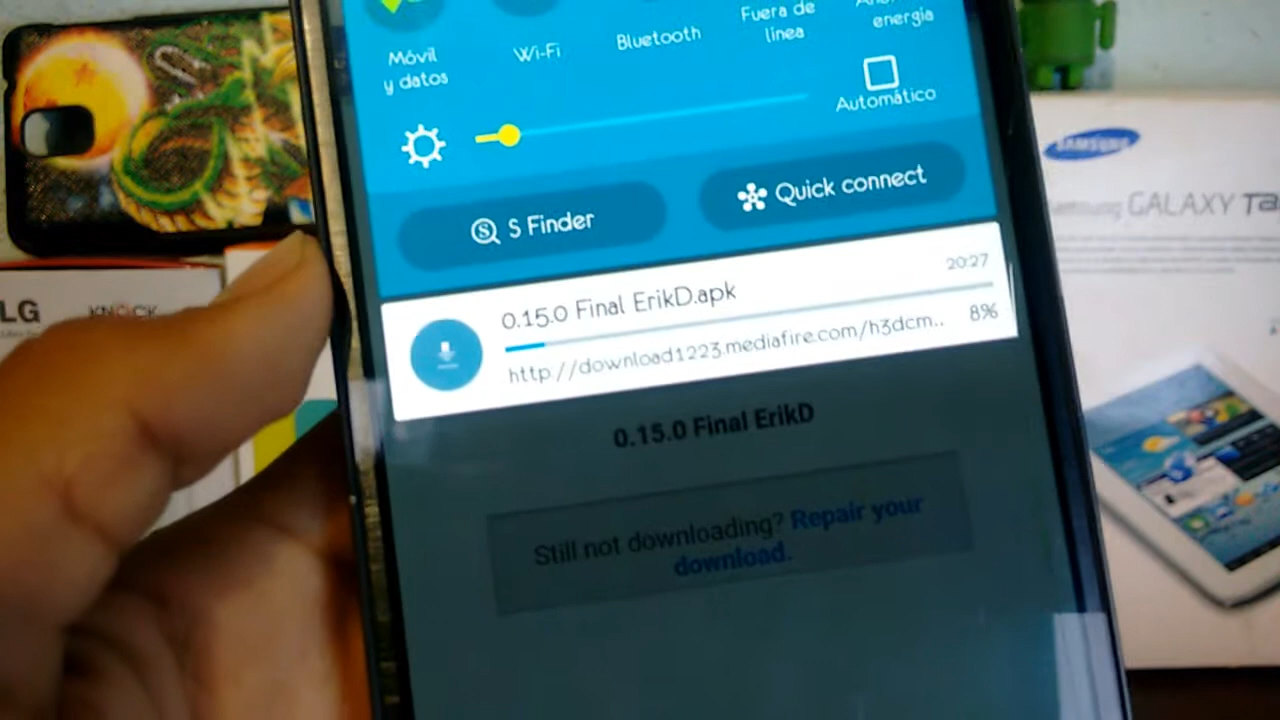 Móvil
y datos
Wi-Fi
Bluetooth
Fuera de
línea
energía
Automático
S Finder
Quick connect
20:27
0.15.0 Final ErikD.apk
8%
http://download1223.mediafire.com/h3dcm..
0.15.0 Final ErikD
Still not downloading? Repair your
download.
LG
KNOCK
SAMSUNG
GALAXY Ta